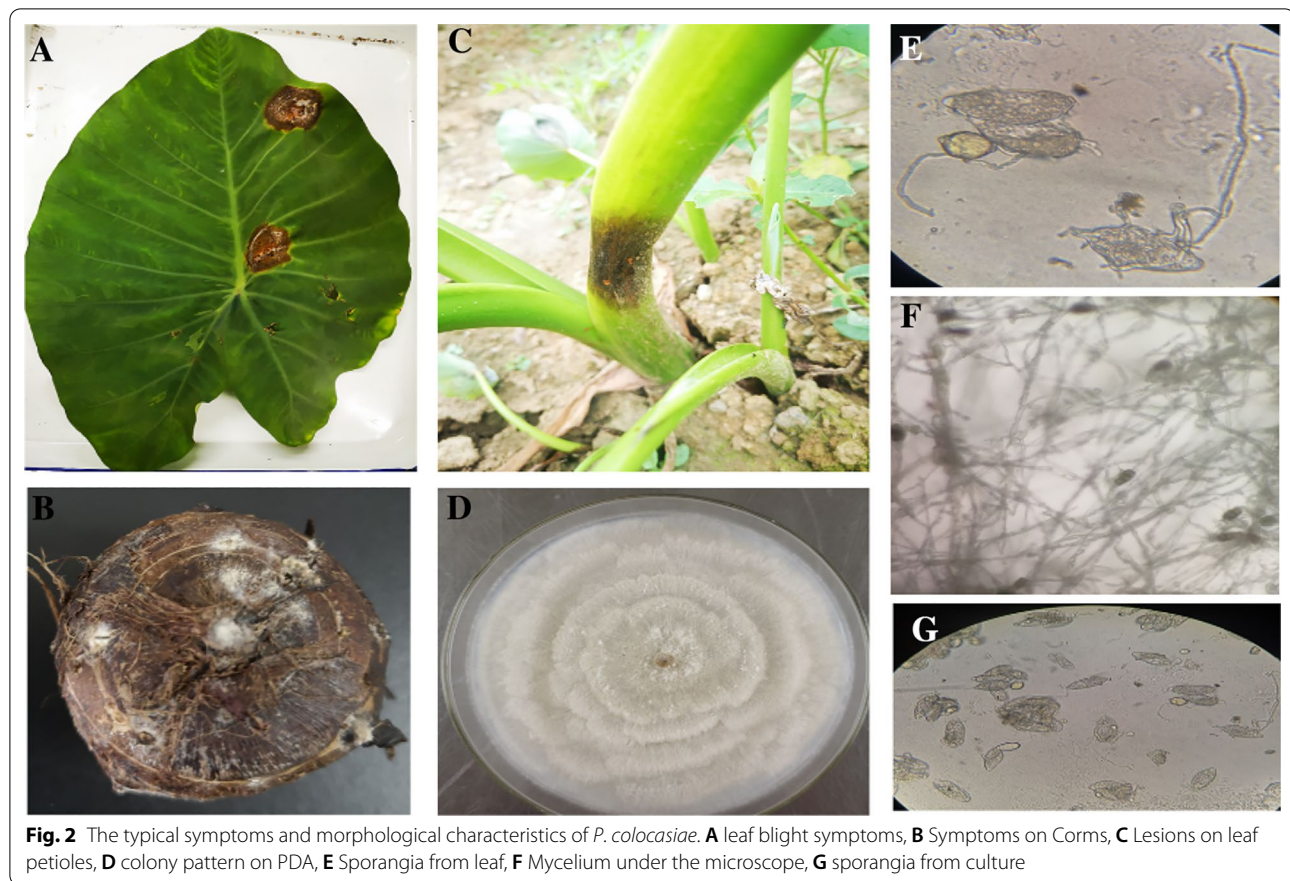 A
C
E
F
B
D
G
Fig. 2 The typical symptoms and morphological characteristics of P. colocasiae. A leaf blight symptoms, B Symptoms on Corms, C Lesions on leaf
petioles, D colony pattern on PDA, E Sporangia from leaf, F Mycelium under the microscope, G sporangia from culture